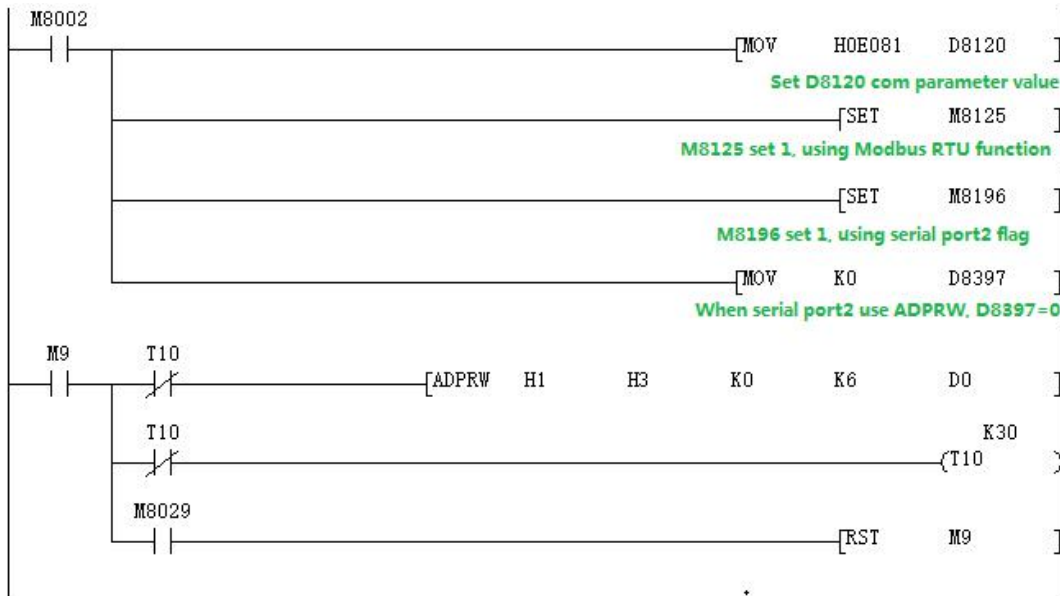 M8002
MOV H0E081 D8120
Set D8120 com parameter value
SET M8125
M8125 set 1, using Modbus RTU function
SET M8196
M8196 set 1, using serial port2 flag
MOV K0 D8397
When serial port2 use ADPRW, D8397=0
M9 T10
ADPRW H1 H3 K0 K6 D0
T10 K30
T10
M8029
RST M9